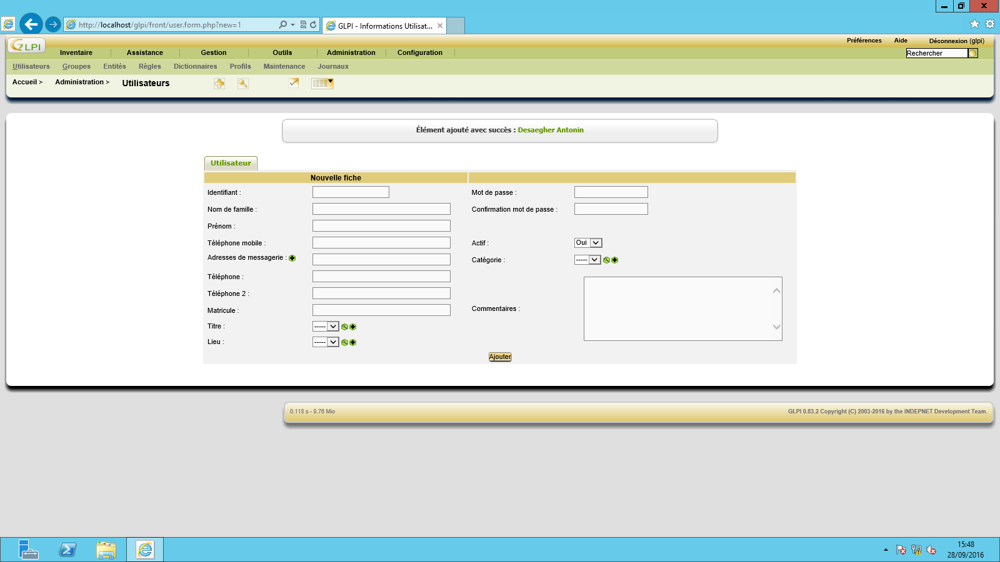 http://localhost/glpi/front/user.form.php?new=1
GLPI - Informations Utilisat...
GLPI
Préférences Aide Déconnexion (glpi)
Inventaire Assistance Gestion Outils Administration Configuration
Rechercher
Utilisateurs Groupes Entités Règles Dictionnaires Profils Maintenance Journaux
Accueil > Administration > Utilisateurs
Élément ajouté avec succès : Desaegher Antonin
Utilisateur
Nouvelle fiche
Identifiant : Mot de passe :
Nom de famille : Confirmation mot de passe :
Prénom :
Téléphone mobile : Actif : Oui
Adresses de messagerie : Catégorie : -----
Téléphone :
Téléphone 2 :
Matricule : Commentaires :
Titre : -----
Lieu : -----
Ajouter
0.118 s - 9.76 Mio GLPI 0.83.2 Copyright (C) 2003-2016 by the INDEPNET Development Team.
15:48
28/09/2016